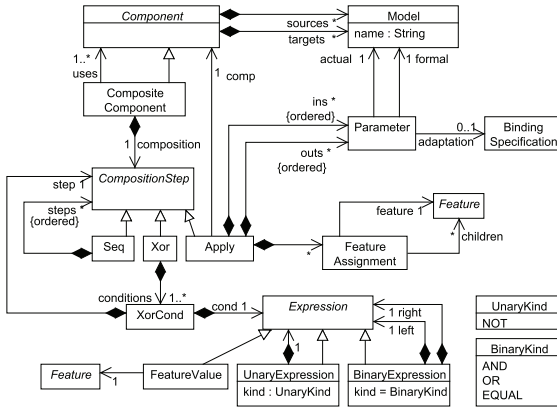 Component
sources *
targets *
Model
name : String
1..*
uses
1 comp
actual 1
1 formal
Composite
Component
ins *
{ordered}
Parameter
0..1
adaptation
Binding
Specification
1 composition
outs *
{ordered}
step 1
CompositionStep
steps *
{ordered}
Feature
feature 1
Seq
Xor
Apply
*
Feature
Assignment
* children
conditions 1..*
XorCond
cond 1
Expression
1 right
1 left
UnaryKind
NOT
1
BinaryKind
AND
OR
EQUAL
Feature
1
FeatureValue
UnaryExpression
kind : UnaryKind
BinaryExpression
kind = BinaryKind